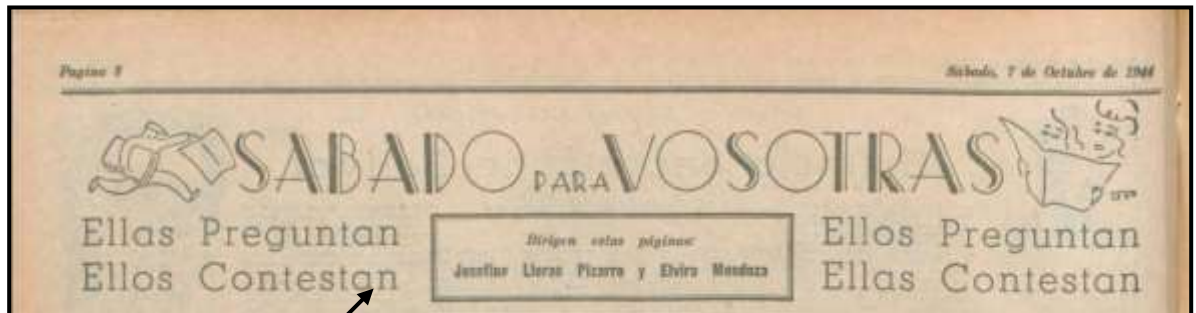 Pagina 8
Sábado, 7 de Octubre de 1944
SABADO PARA VOSOTRAS
Ellas Preguntan
Ellos Contestan
Dirigen estas páginas:
Josefina Lleras Pizarro y Elvira Mendoza
Ellos Preguntan
Ellas Contestan